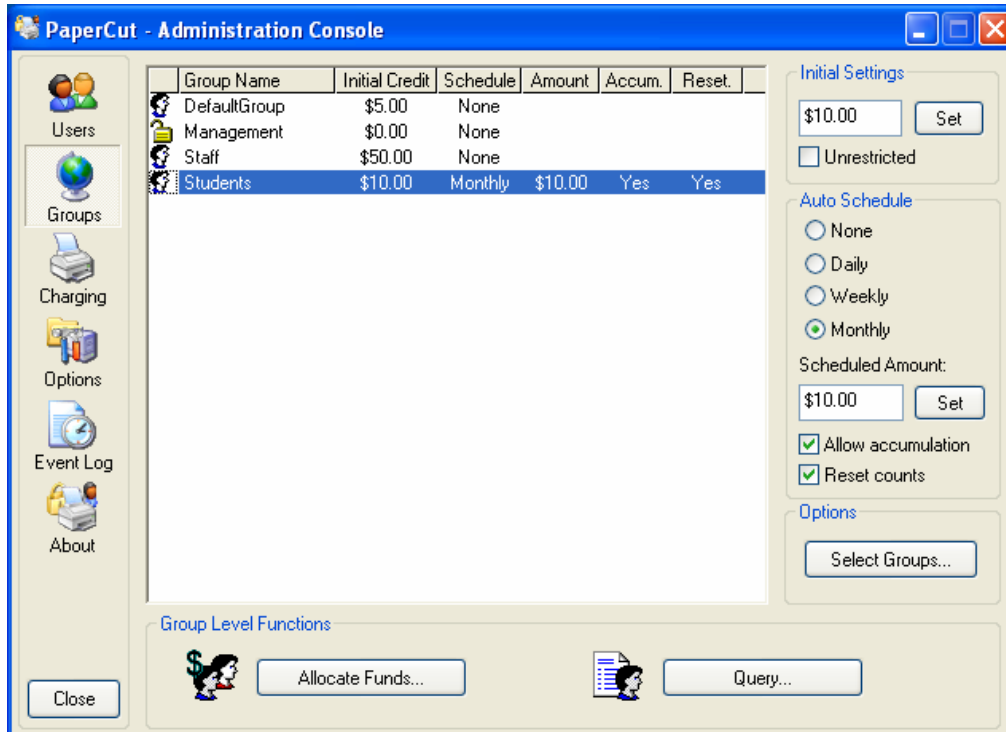 PaperCut - Administration Console
Users
Groups
Charging
Options
Event Log
About
Close
Group Name Initial Credit Schedule Amount Accum. Reset.
DefaultGroup $5.00 None
Management $0.00 None
Staff $50.00 None
Students $10.00 Monthly $10.00 Yes Yes
Initial Settings
$10.00 Set
Unrestricted
Auto Schedule
None
Daily
Weekly
Monthly
Scheduled Amount:
$10.00 Set
Allow accumulation
Reset counts
Options
Select Groups...
Group Level Functions
Allocate Funds... Query...